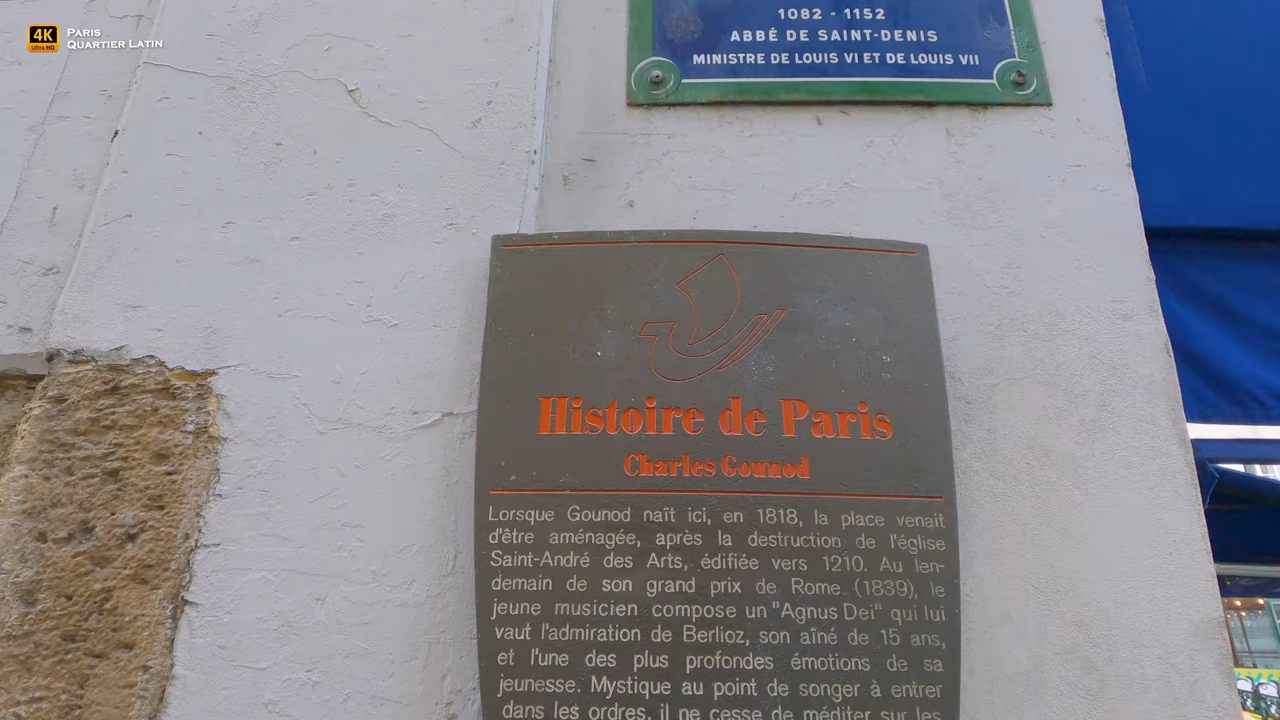 4K
Ultra HD
Paris
Quartier Latin
1082 - 1152
ABBÉ DE SAINT-DENIS
MINISTRE DE LOUIS VI ET DE LOUIS VII
Histoire de Paris
Charles Gounod
Lorsque Gounod naît ici, en 1818, la place venait
d'être aménagée, après la destruction de l'église
Saint-André des Arts, édifiée vers 1210. Au len-
demain de son grand prix de Rome (1839), le
jeune musicien compose un "Agnus Dei" qui lui
vaut l'admiration de Berlioz, son aîné de 15 ans,
et l'une des plus profondes émotions de sa
jeunesse. Mystique au point de songer à entrer
dans les ordres, il ne cesse de méditer sur les